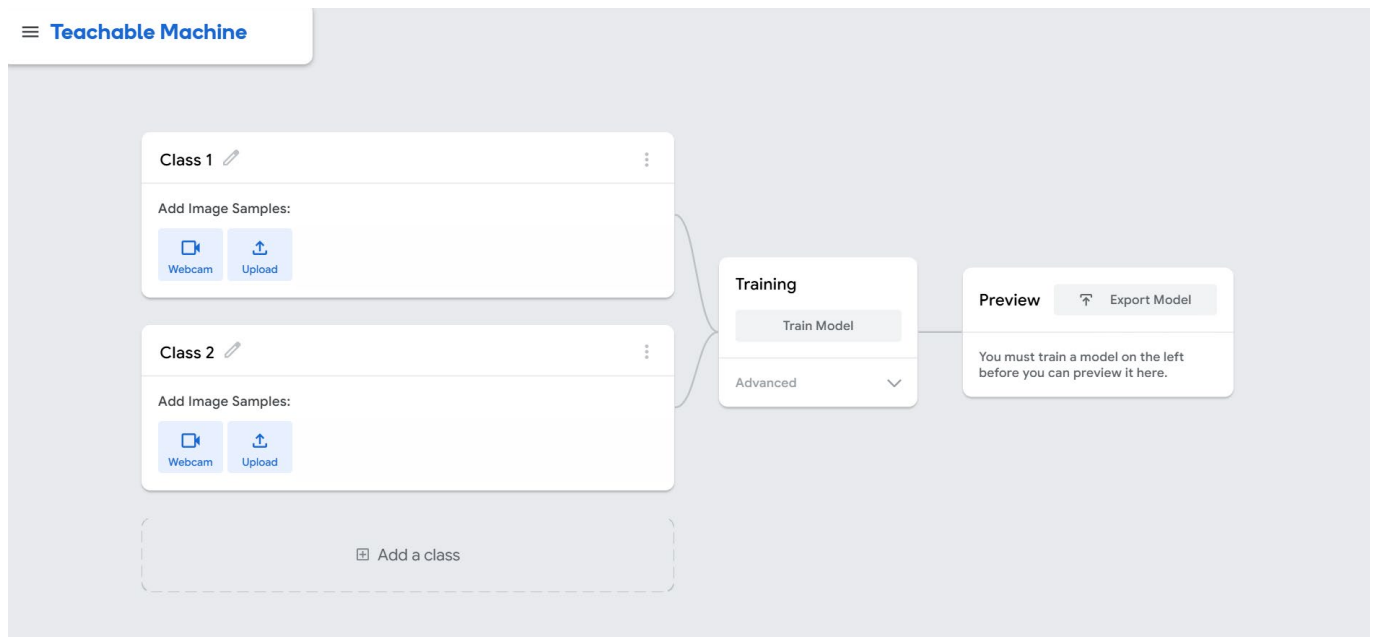 Teachable Machine
Class 1
Add Image Samples:
Webcam
Upload
Class 2
Add Image Samples:
Webcam
Upload
Add a class
Training
Train Model
Advanced
Preview
Export Model
You must train a model on the left
before you can preview it here.